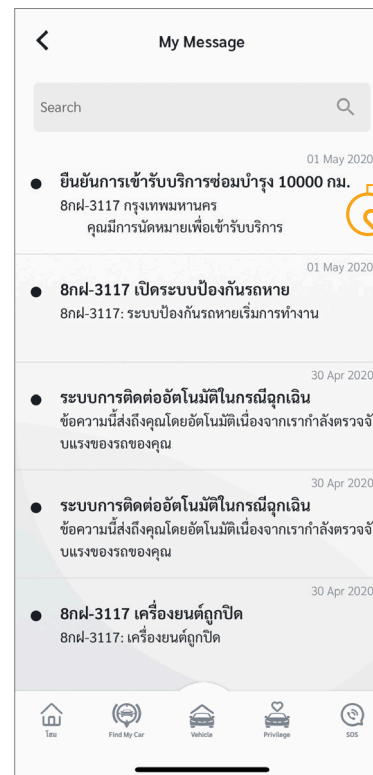 My Message
Search
01 May 2020
ยืนยันการเข้ารับบริการซ่อมบำรุง 10000 กม.
8กฝ-3117 กรุงเทพมหานคร
คุณมีการนัดหมายเพื่อเข้ารับบริการ
01 May 2020
8กฝ-3117 เปิดระบบป้องกันรถหาย
8กฝ-3117: ระบบป้องกันรถหายเริ่มการทำงาน
30 Apr 2020
ระบบการติดต่ออัตโนมัติในกรณีฉุกเฉิน
ข้อความนี้ส่งถึงคุณโดยอัตโนมัติเนื่องจากเรากำลังตรวจจั
บแรงของรถของคุณ
30 Apr 2020
ระบบการติดต่ออัตโนมัติในกรณีฉุกเฉิน
ข้อความนี้ส่งถึงคุณโดยอัตโนมัติเนื่องจากเรากำลังตรวจจั
บแรงของรถของคุณ
30 Apr 2020
8กฝ-3117 เครื่องยนต์ถูกปิด
8กฝ-3117: เครื่องยนต์ถูกปิด
โฮม Find My Car Vehicle Privilege SOS